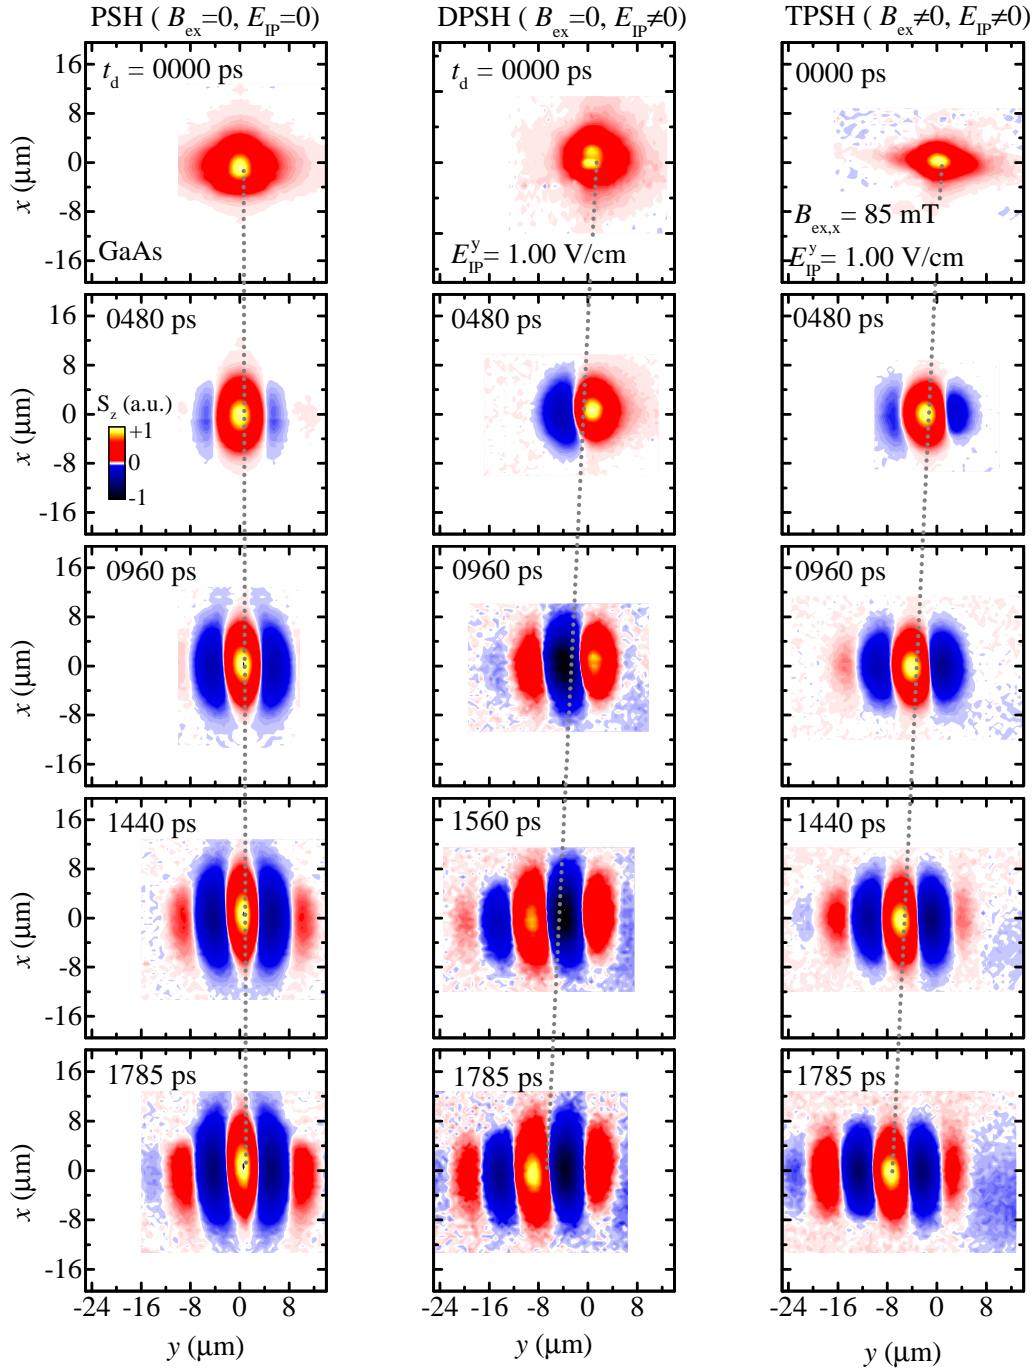 PSH ( B_ex=0, E_IP=0)
DPSH ( B_ex=0, E_IP≠0)
TPSH ( B_ex≠0, E_IP≠0)
16
8
0
-8
-16
x (μm)
t_d = 0000 ps
GaAs
t_d = 0000 ps
E_IP^y = 1.00 V/cm
0000 ps
B_ex,x = 85 mT
E_IP^y = 1.00 V/cm
16
8
0
-8
-16
x (μm)
0480 ps
S_z (a.u.)
+1
0
-1
0480 ps
0480 ps
16
8
0
-8
-16
x (μm)
0960 ps
0960 ps
0960 ps
16
8
0
-8
-16
x (μm)
1440 ps
1560 ps
1440 ps
16
8
0
-8
-16
x (μm)
1785 ps
1785 ps
1785 ps
-24 -16 -8 0 8
-24 -16 -8 0 8
-24 -16 -8 0 8
y (μm)
y (μm)
y (μm)